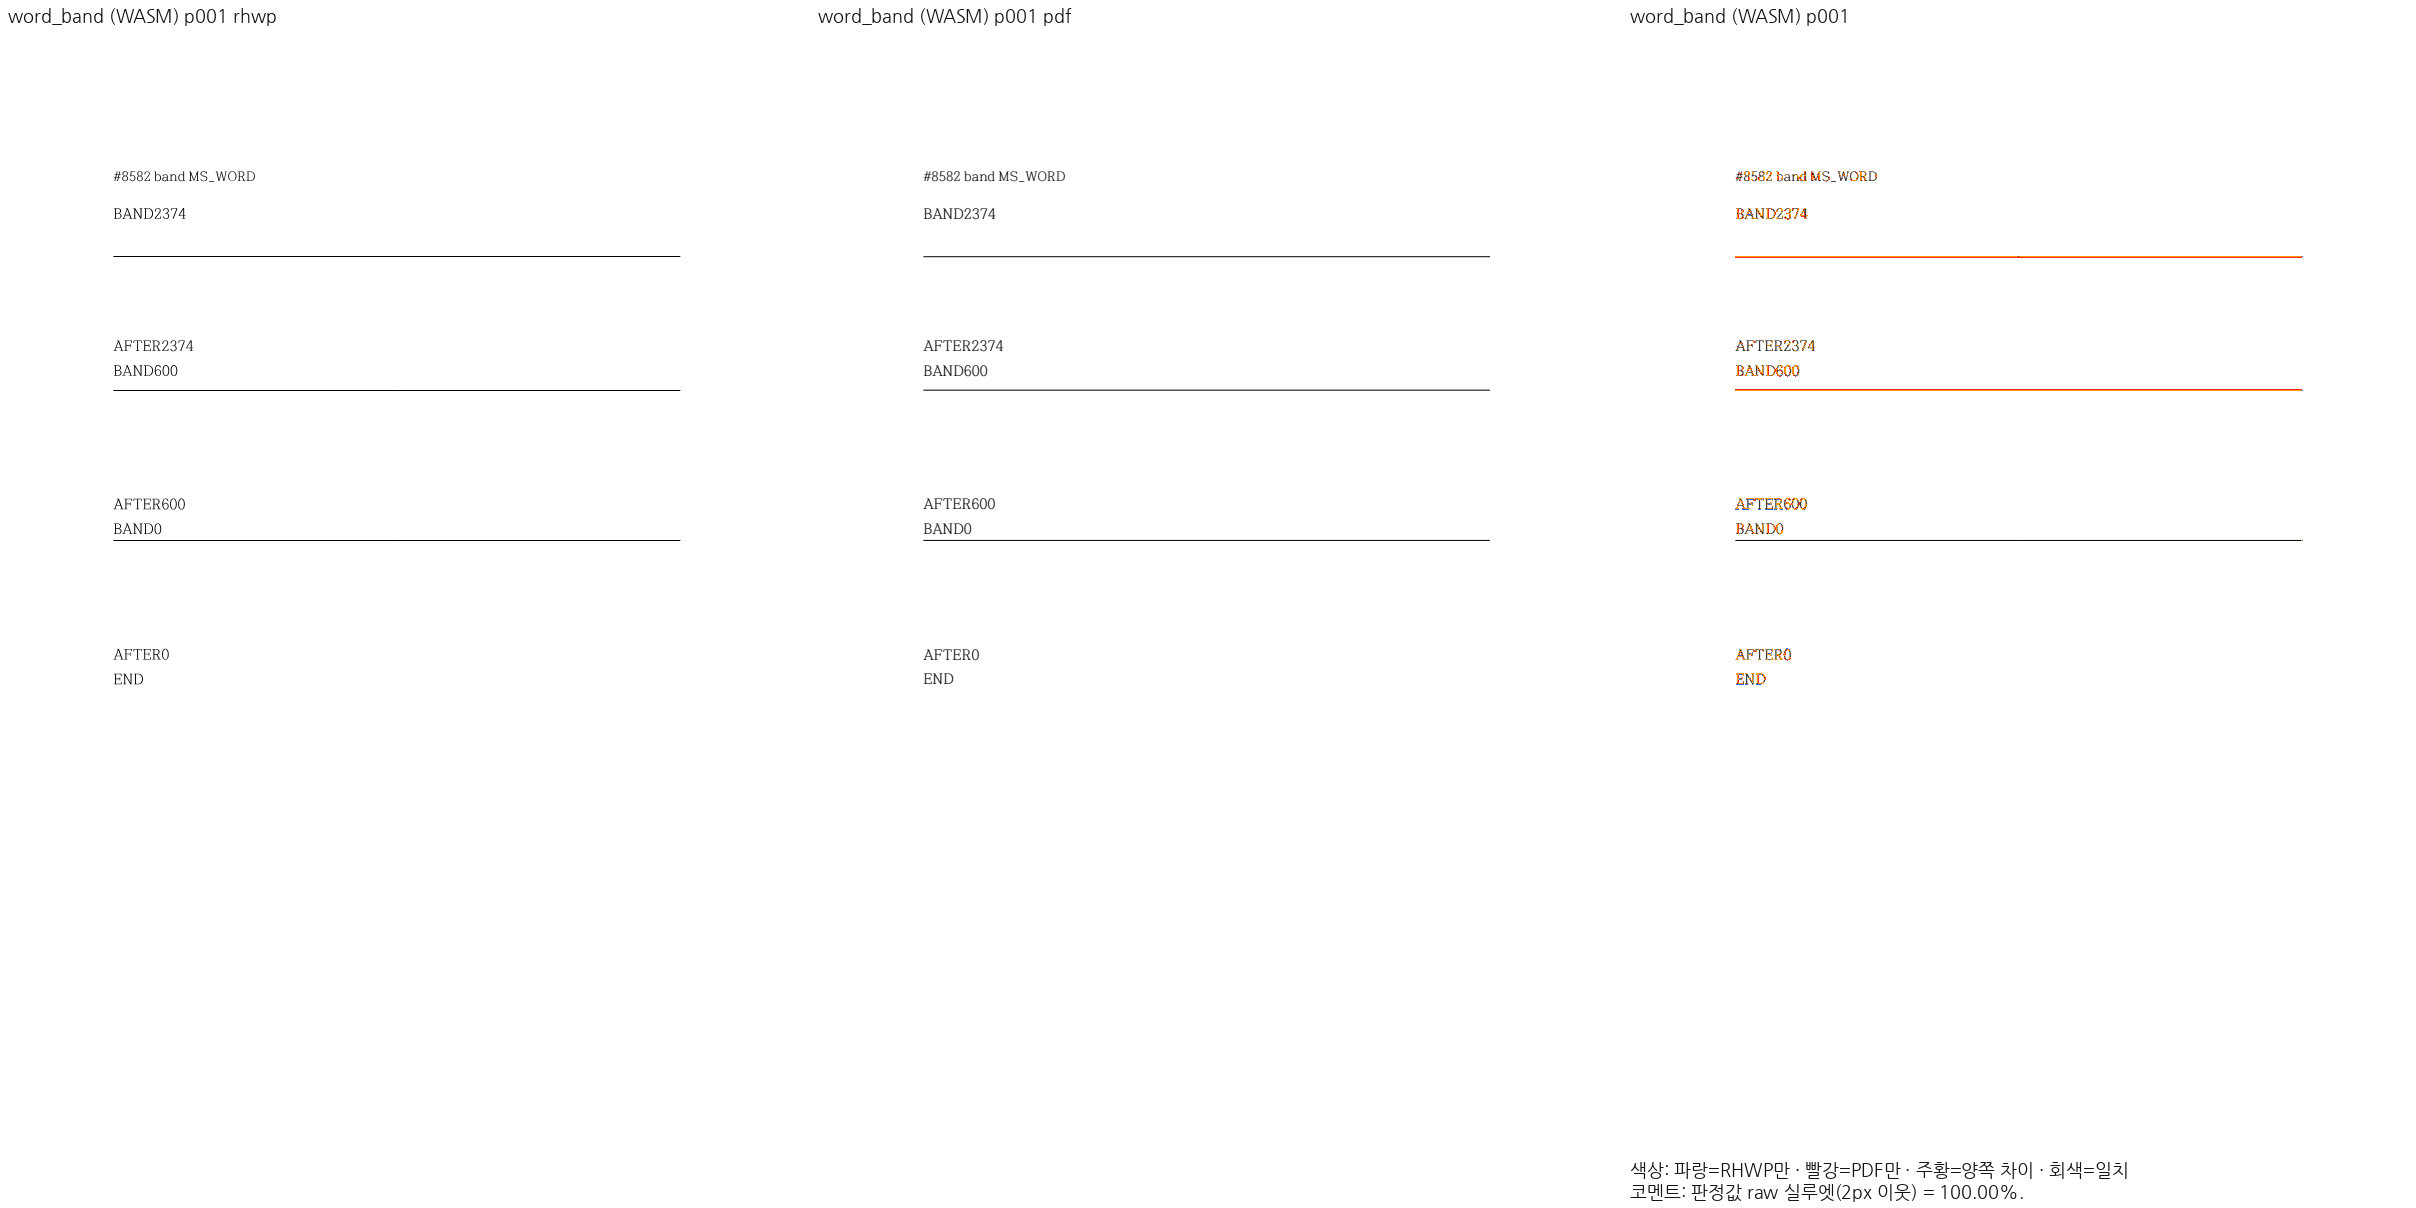 word_band (WASM) p001 rhwp
#8582 band MS_WORD
BAND2374
AFTER2374
BAND600
AFTER600
BAND0
AFTER0
END
word_band (WASM) p001 pdf
#8582 band MS_WORD
BAND2374
AFTER2374
BAND600
AFTER600
BAND0
AFTER0
END
word_band (WASM) p001
#8582 band MS_WORD
BAND2374
AFTER2374
BAND600
AFTER600
BAND0
AFTER0
END
색상: 파랑=RHWP만 · 빨강=PDF만 · 주황=양쪽 차이 · 회색=일치
코멘트: 판정값 raw 실루엣(2px 이웃) = 100.00%.